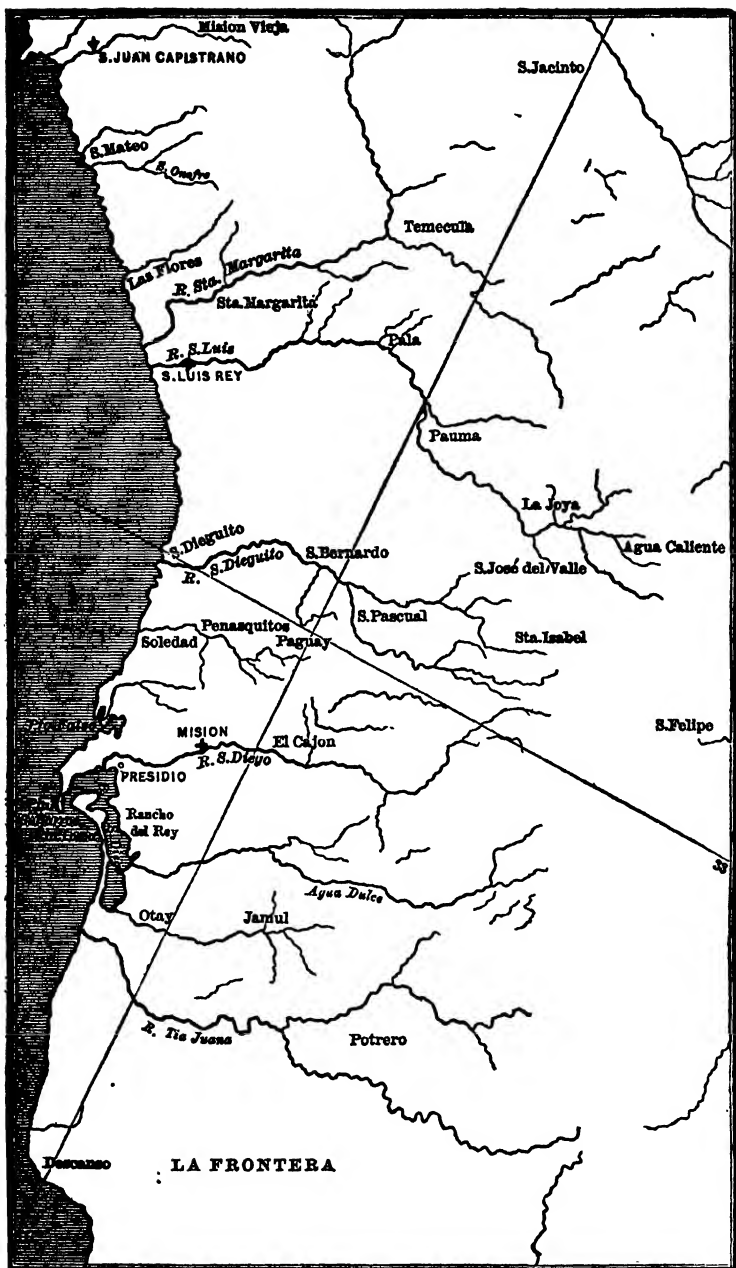 Mision Vieja
S. JUAN CAPISTRANO
S. Jacinto
S. Mateo
S. Onofre
Temecula
Las Flores
R. Sta. Margarita
Sta. Margarita
R. S. Luis
S. LUIS REY
Pala
Pauma
La Joya
Agua Caliente
S. Dieguito
R. S. Dieguito
S. Bernardo
S. José del Valle
S. Pascual
Penasquitos
Soledad
Paguay
Sta. Isabel
S. Felipe
MISION
El Cajon
R. S. Diego
PRESIDIO
Rancho
del Rey
33
Agua Dulce
Otay
Jamul
R. Tia Juana
Potrero
Descanso
LA FRONTERA